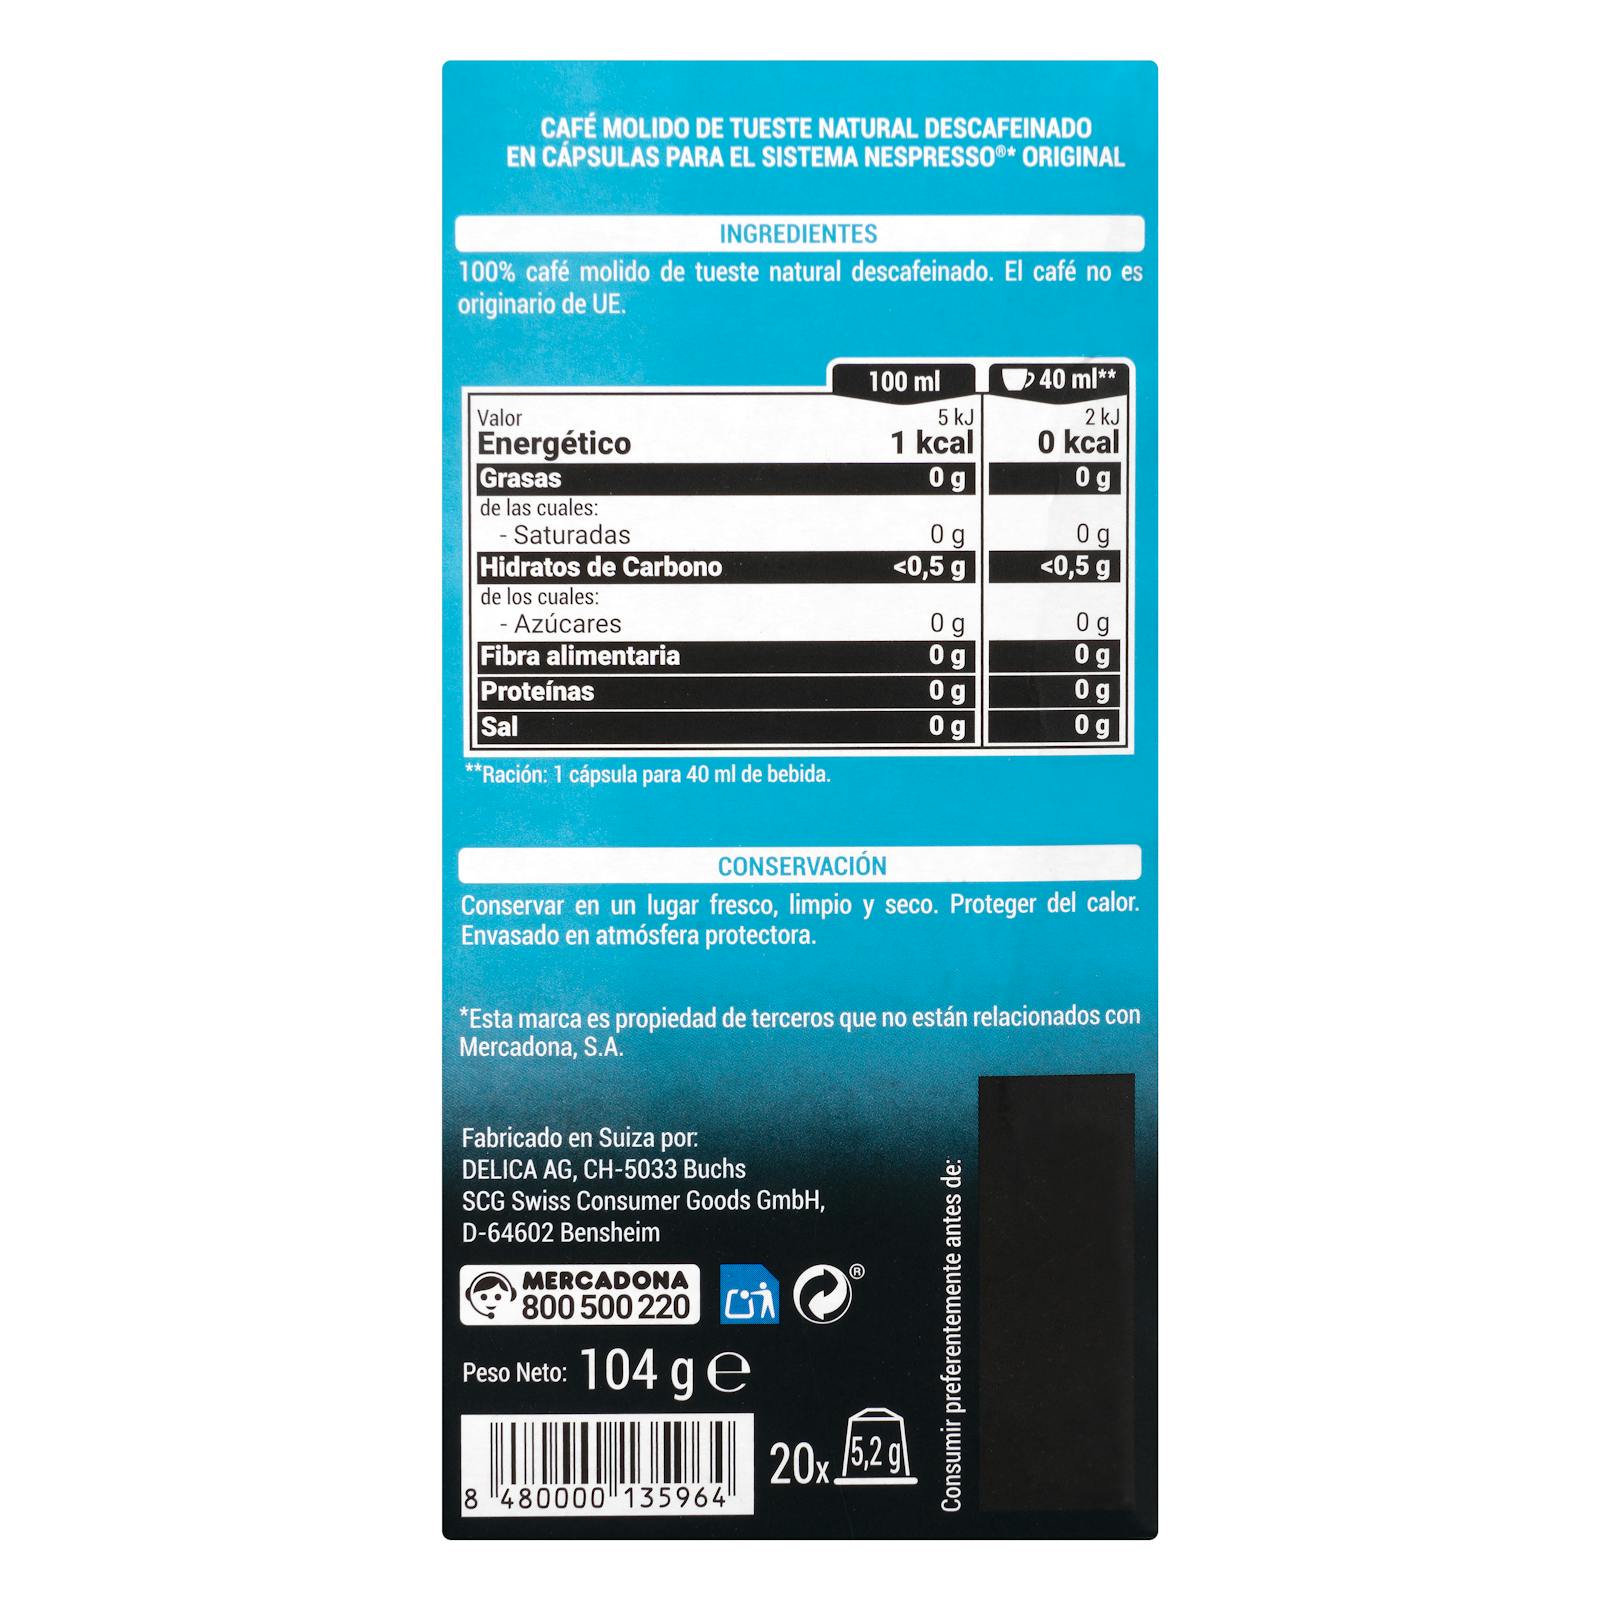 CAFÉ MOLIDO DE TUESTE NATURAL DESCAFEINADO
EN CÁPSULAS PARA EL SISTEMA NESPRESSO®* ORIGINAL
INGREDIENTES
100% café molido de tueste natural descafeinado. El café no es
originario de UE.
100 ml 40 ml**
Valor 5 kJ 2 kJ
Energético 1 kcal 0 kcal
Grasas 0 g 0 g
de las cuales:
- Saturadas 0 g 0 g
Hidratos de Carbono <0,5 g <0,5 g
de los cuales:
- Azúcares 0 g 0 g
Fibra alimentaria 0 g 0 g
Proteínas 0 g 0 g
Sal 0 g 0 g
**Ración: 1 cápsula para 40 ml de bebida.
CONSERVACIÓN
Conservar en un lugar fresco, limpio y seco. Proteger del calor.
Envasado en atmósfera protectora.
*Esta marca es propiedad de terceros que no están relacionados con
Mercadona, S.A.
Fabricado en Suiza por:
DELICA AG, CH-5033 Buchs
SCG Swiss Consumer Goods GmbH,
D-64602 Bensheim
MERCADONA
800 500 220
®
Peso Neto: 104 g ℮
20x 5,2 g
8 480000 135964
Consumir preferentemente antes de: